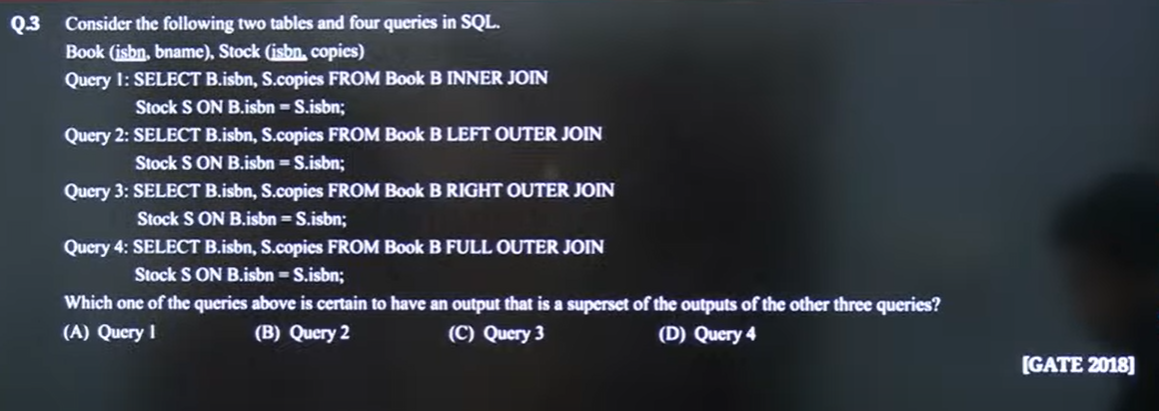 Q.3 Consider the following two tables and four queries in SQL.
Book (isbn, bname), Stock (isbn, copies)
Query 1: SELECT B.isbn, S.copies FROM Book B INNER JOIN
Stock S ON B.isbn = S.isbn;
Query 2: SELECT B.isbn, S.copies FROM Book B LEFT OUTER JOIN
Stock S ON B.isbn = S.isbn;
Query 3: SELECT B.isbn, S.copies FROM Book B RIGHT OUTER JOIN
Stock S ON B.isbn = S.isbn;
Query 4: SELECT B.isbn, S.copies FROM Book B FULL OUTER JOIN
Stock S ON B.isbn = S.isbn;
Which one of the queries above is certain to have an output that is a superset of the outputs of the other three queries?
(A) Query 1 (B) Query 2 (C) Query 3 (D) Query 4
[GATE 2018]